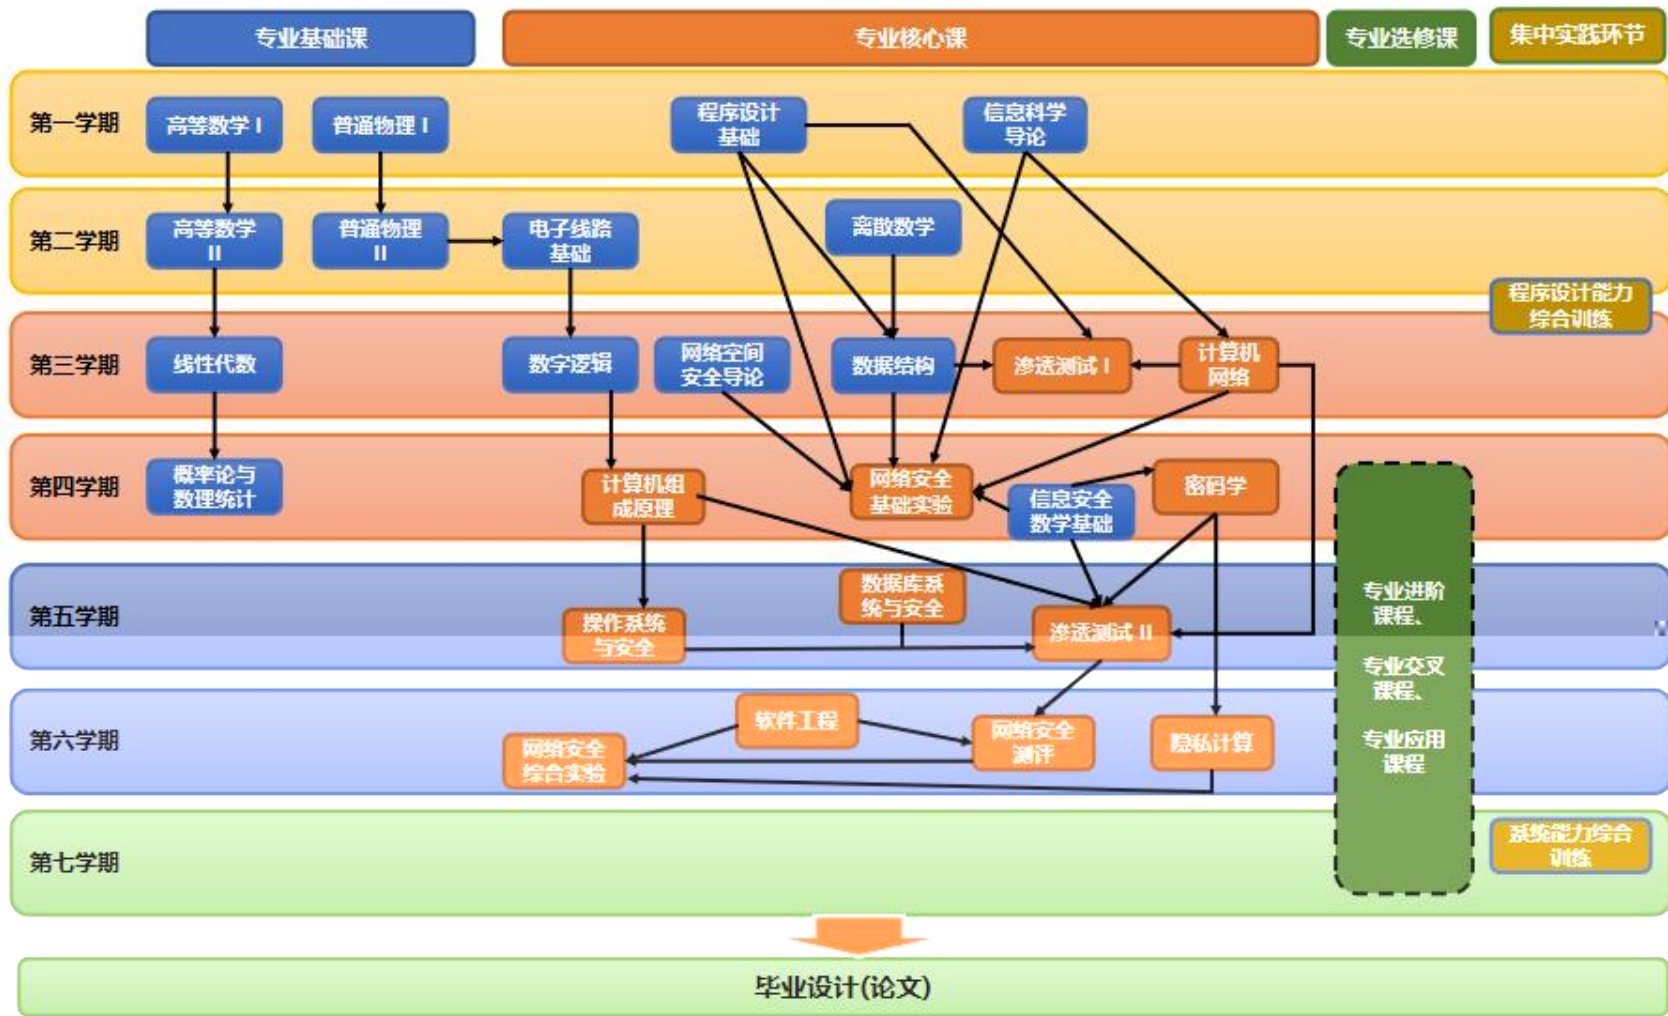 专业基础课
专业核心课
专业选修课
集中实践环节
第一学期
高等数学 I
普通物理 I
程序设计
基础
信息科学
导论
第二学期
高等数学
II
普通物理
II
电子线路
基础
离散数学
程序设计能力
综合训练
第三学期
线性代数
数字逻辑
网络空间
安全导论
数据结构
渗透测试 I
计算机
网络
第四学期
概率论与
数理统计
计算机组
成原理
网络安全
基础实验
信息安全
数学基础
密码学
第五学期
操作系统
与安全
数据库系
统与安全
渗透测试 II
专业进阶
课程、
专业交叉
课程、
专业应用
课程
第六学期
网络安全
综合实验
软件工程
网络安全
测评
隐私计算
第七学期
系统能力综合
训练
毕业设计(论文)